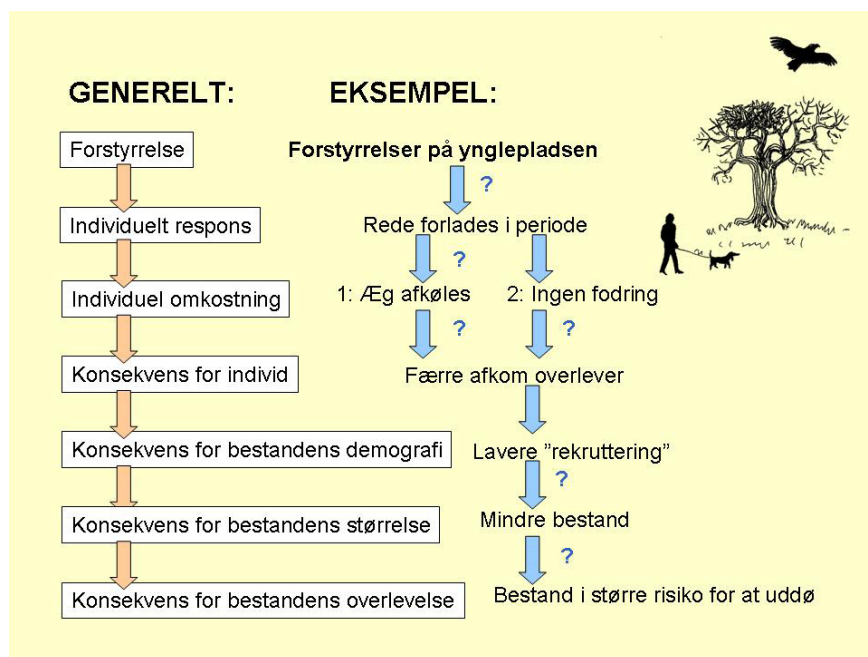 GENERELT:
EKSEMPEL:
Forstyrrelse
Forstyrrelser på ynglepladsen
?
Individuelt respons
Rede forlades i periode
?
Individuel omkostning
1: Æg afkøles
2: Ingen fodring
?
?
Konsekvens for individ
Færre afkom overlever
Konsekvens for bestandens demografi
Lavere ”rekruttering”
?
Konsekvens for bestandens størrelse
Mindre bestand
?
Konsekvens for bestandens overlevelse
Bestand i større risiko for at uddø